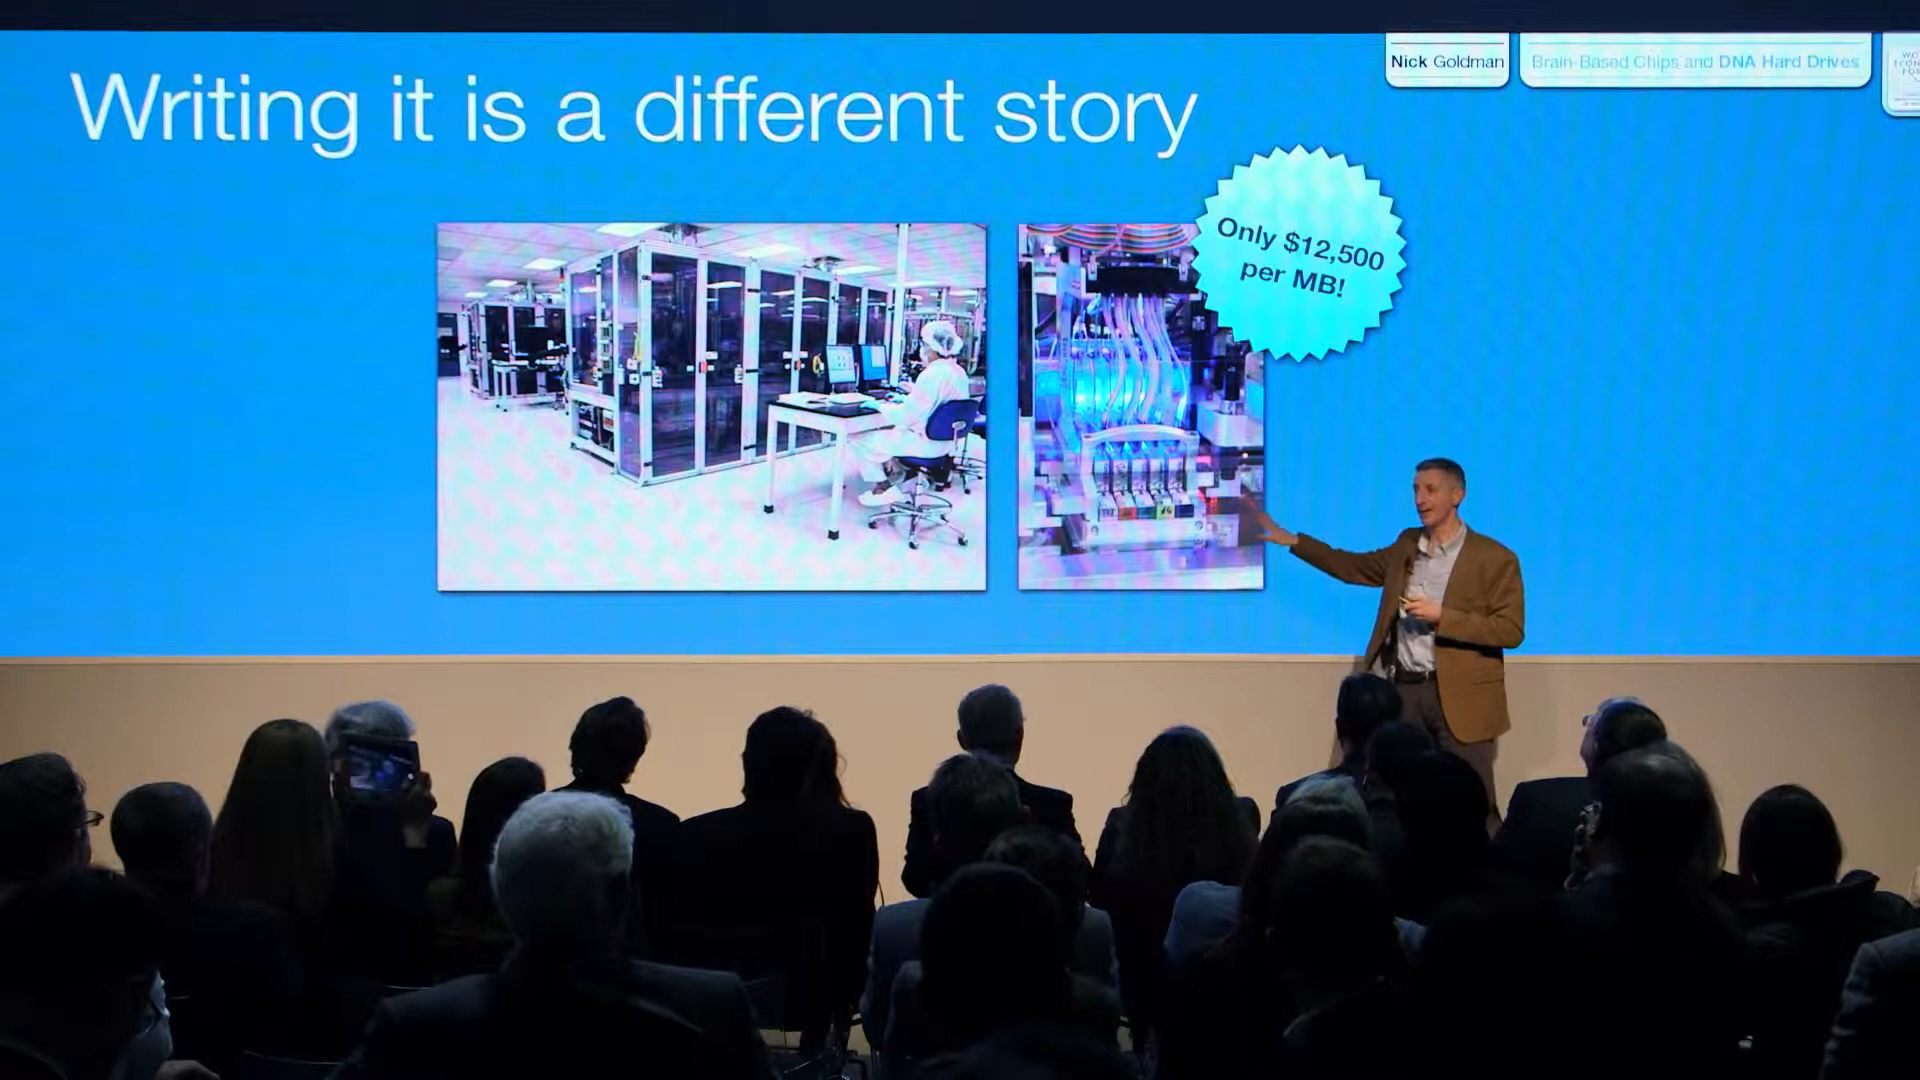 Nick Goldman
Brain-Based Chips and DNA Hard Drives
Writing it is a different story
Only $12,500
per MB!